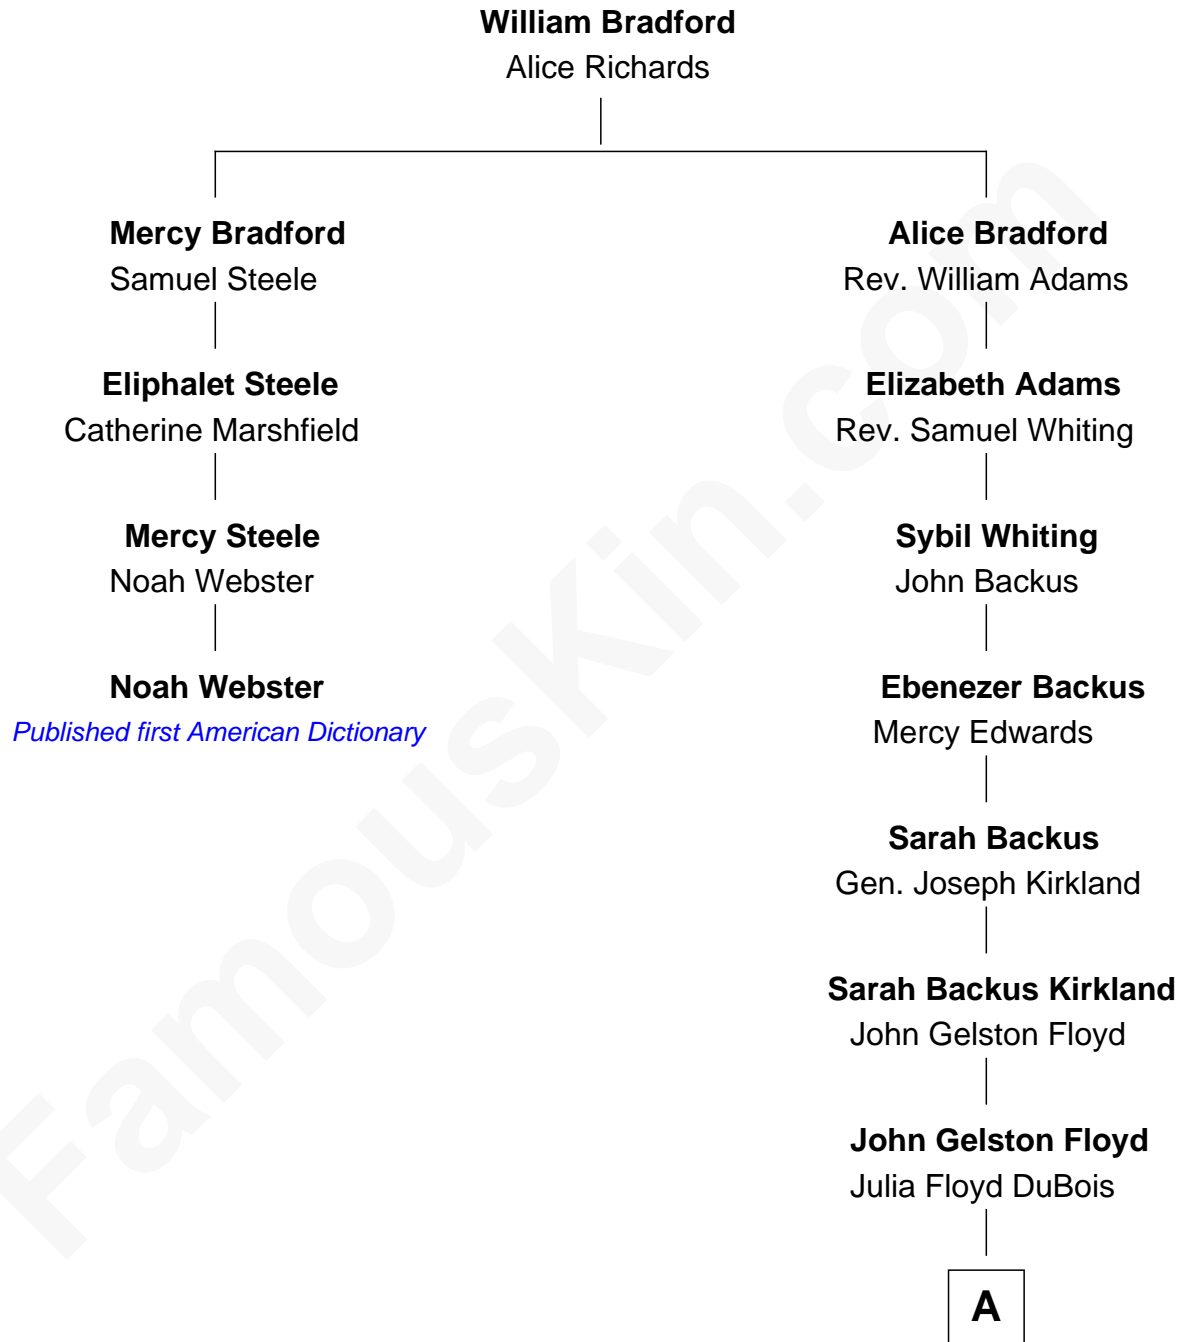 William Bradford
Alice Richards
Mercy Bradford
Samuel Steele
Alice Bradford
Rev. William Adams
Eliphalet Steele
Catherine Marshfield
Elizabeth Adams
Rev. Samuel Whiting
Mercy Steele
Noah Webster
Sybil Whiting
John Backus
Noah Webster
Published first American Dictionary
Ebenezer Backus
Mercy Edwards
Sarah Backus
Gen. Joseph Kirkland
Sarah Backus Kirkland
John Gelston Floyd
John Gelston Floyd
Julia Floyd DuBois
A
FamousKin.com